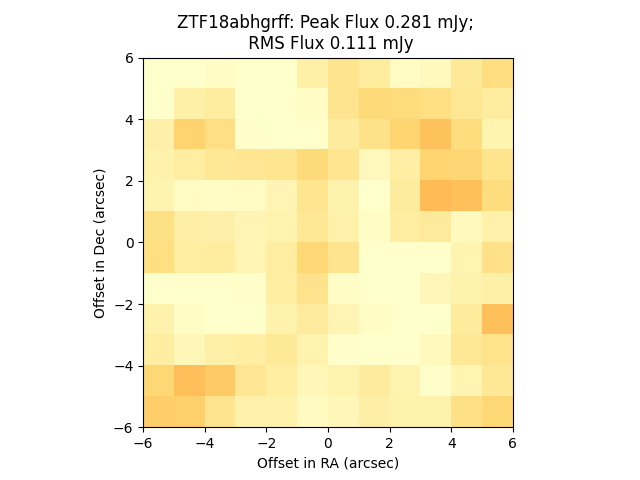 ZTF18abhgrff: Peak Flux 0.281 mJy;
RMS Flux 0.111 mJy
6
4
2
0
−2
−4
−6
Offset in Dec (arcsec)
−6 −4 −2 0 2 4 6
Offset in RA (arcsec)